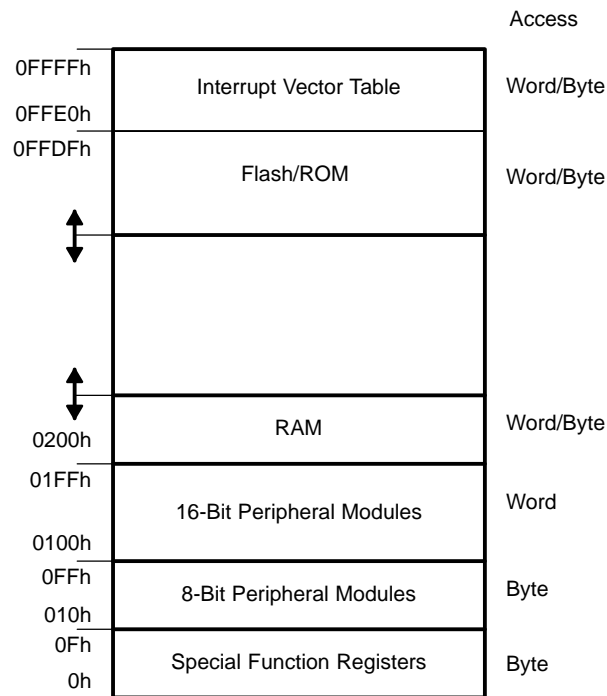 Access
0FFFFh
Interrupt Vector Table
Word/Byte
0FFE0h
0FFDFh
Flash/ROM
Word/Byte
RAM
Word/Byte
0200h
01FFh
16-Bit Peripheral Modules
Word
0100h
0FFh
8-Bit Peripheral Modules
Byte
010h
0Fh
Special Function Registers
Byte
0h